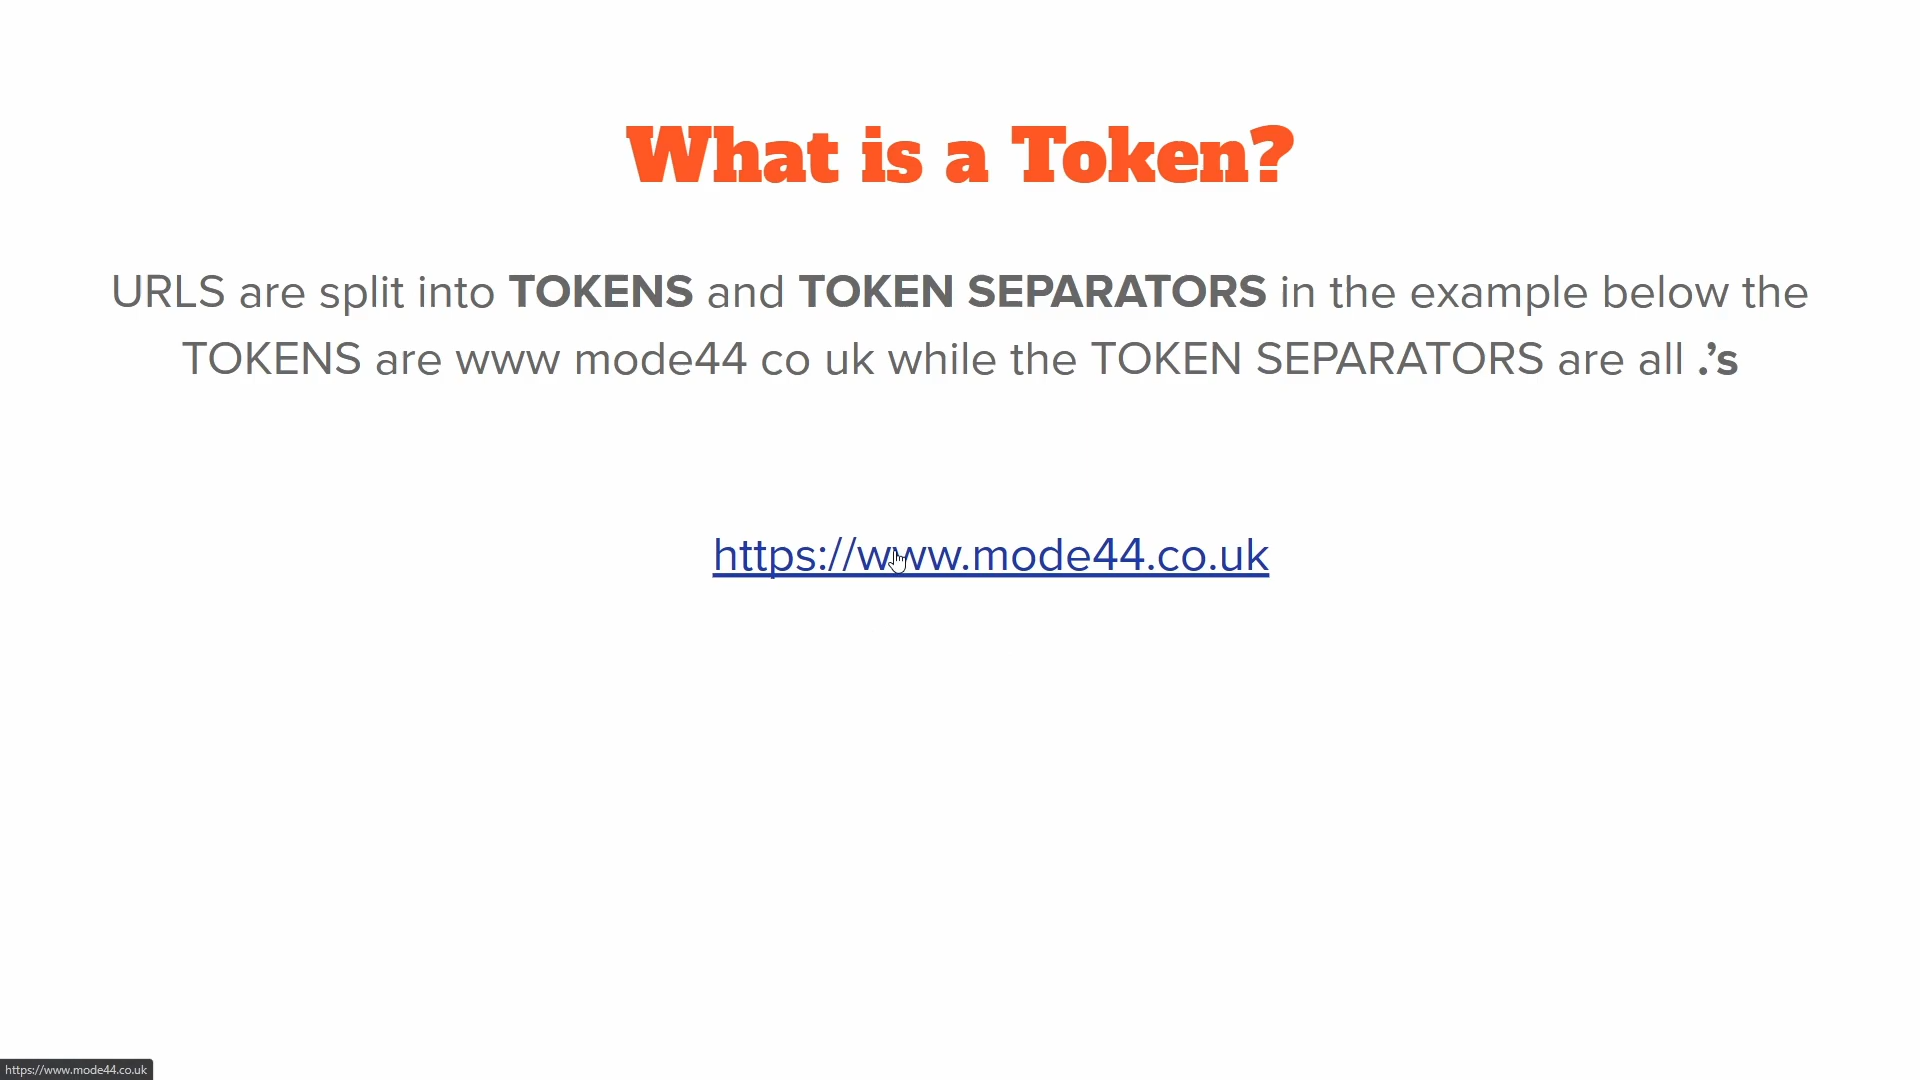 What is a Token?
URLS are split into TOKENS and TOKEN SEPARATORS in the example below the
TOKENS are www mode44 co uk while the TOKEN SEPARATORS are all .’s
https://www.mode44.co.uk
https://www.mode44.co.uk